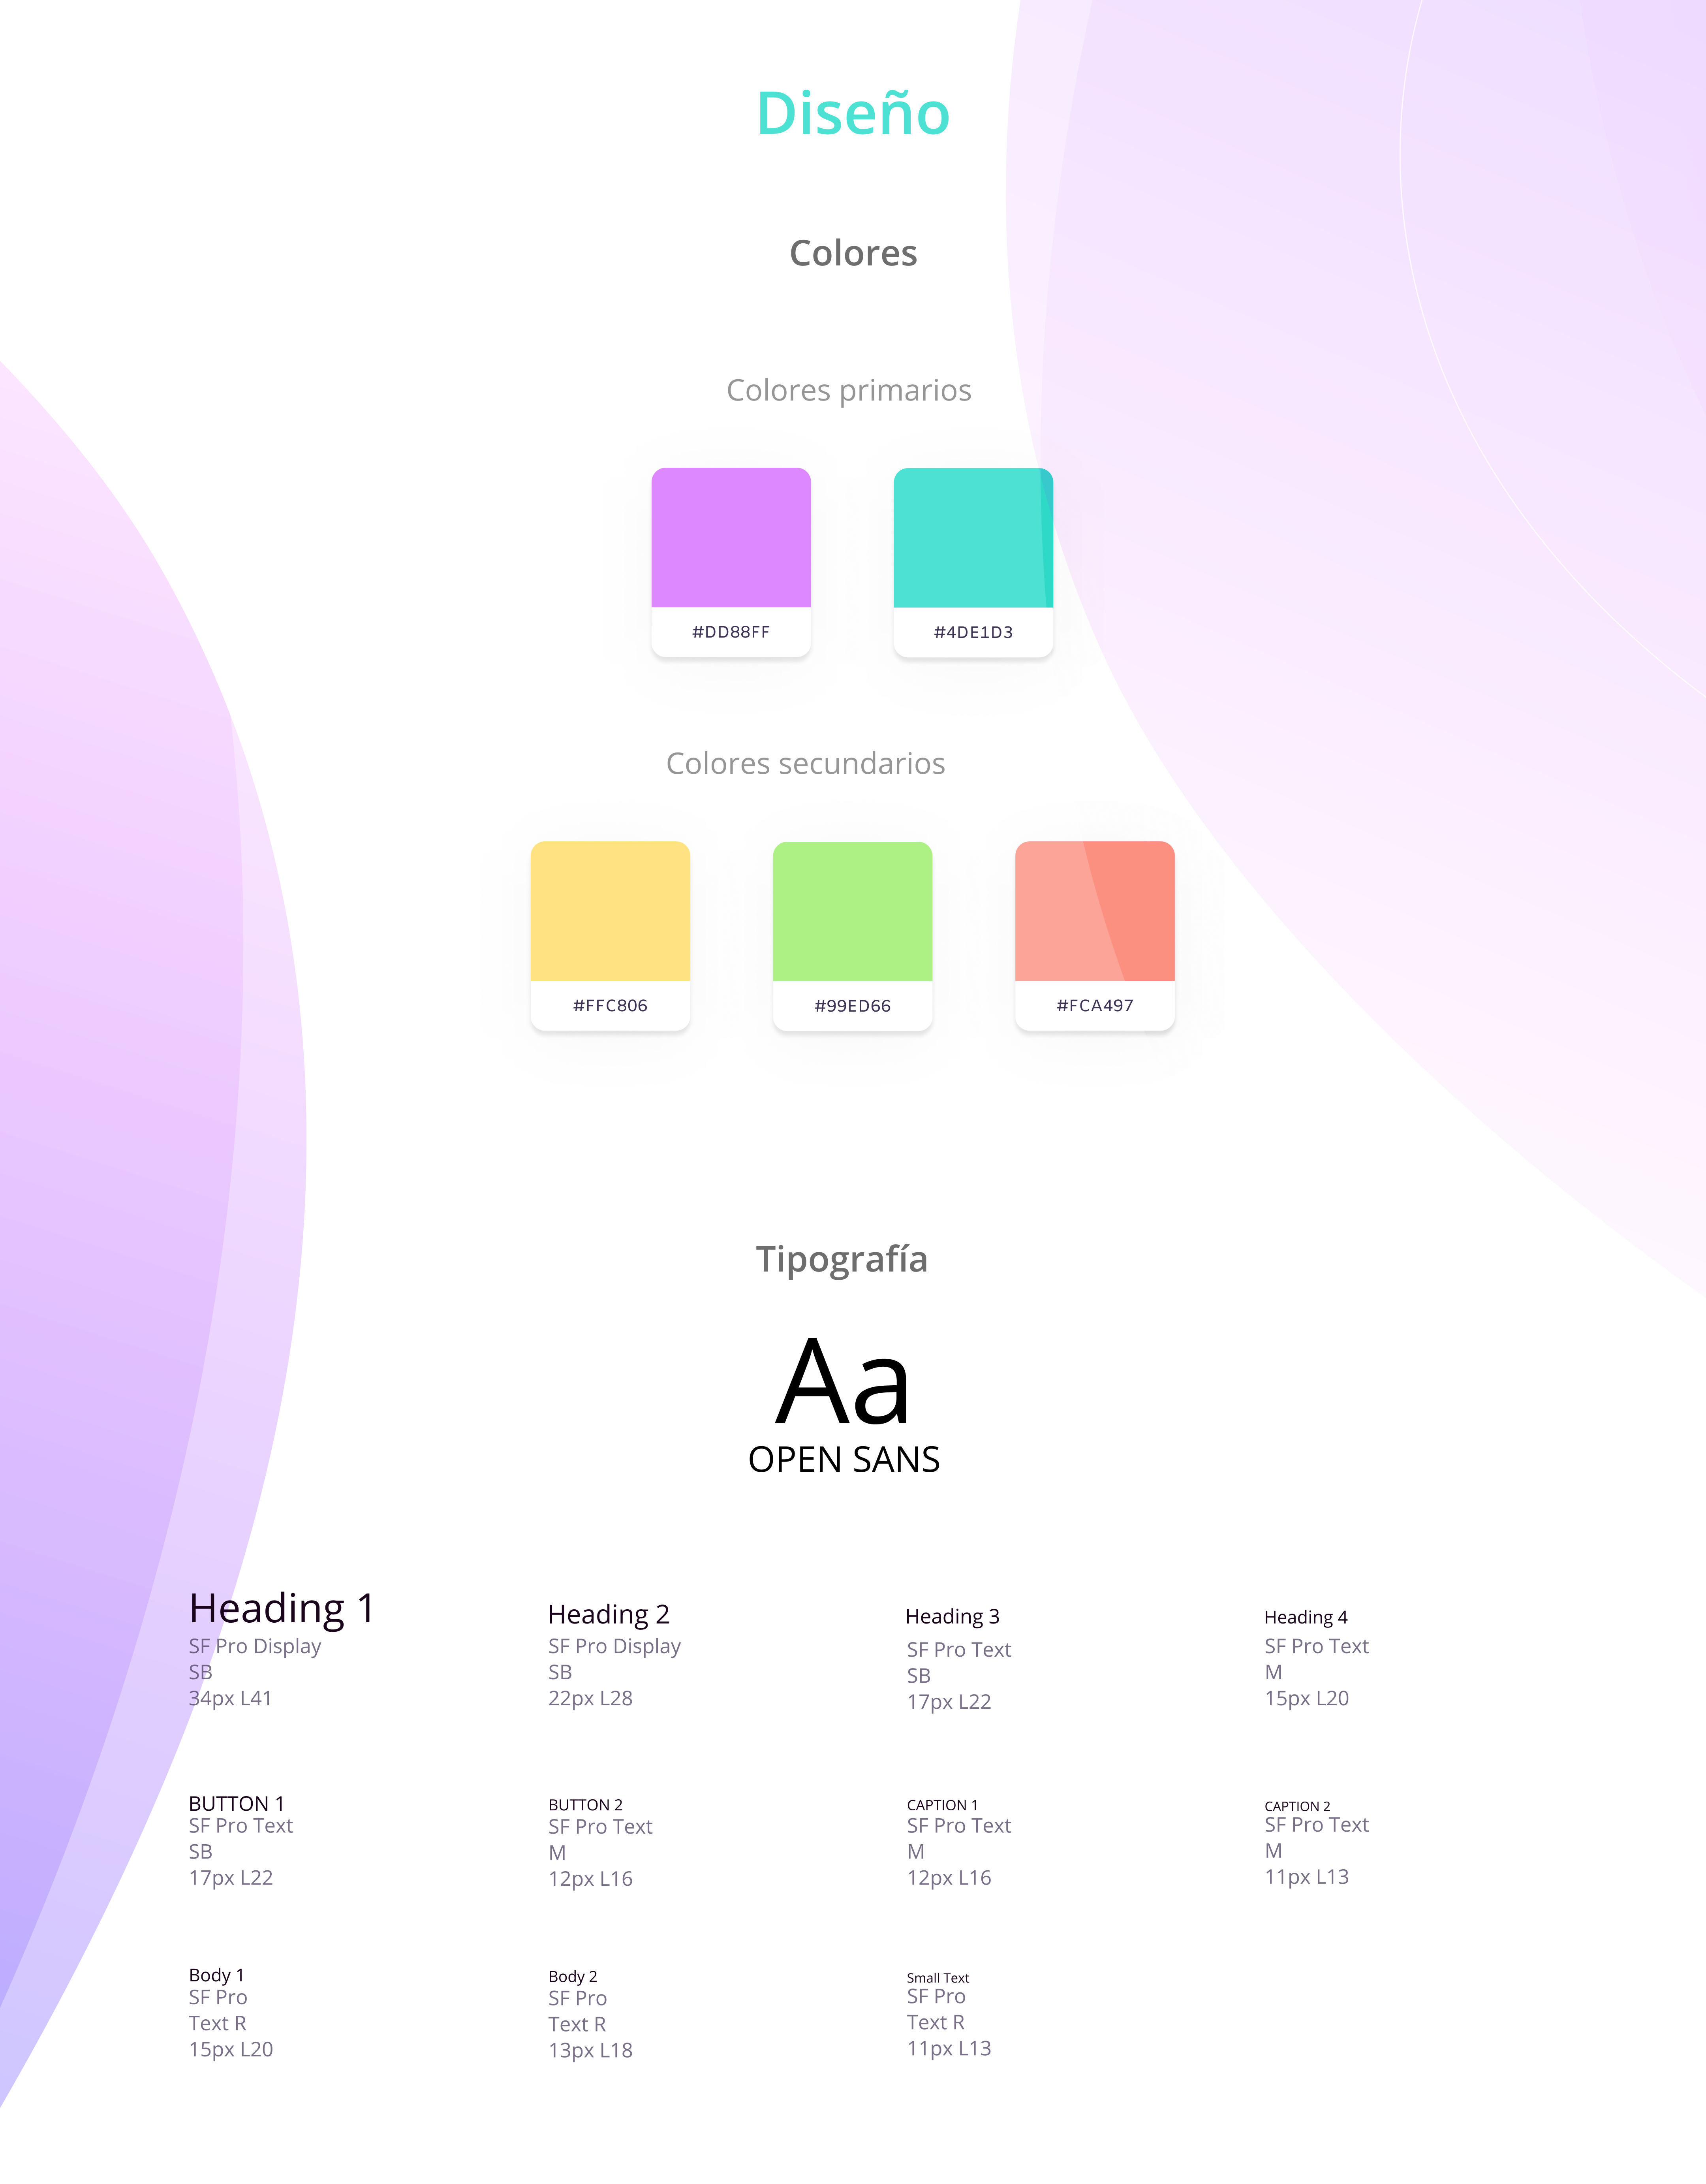 Diseño
Colores
Colores primarios
#DD88FF
#4DE1D3
Colores secundarios
#FFC806
#99ED66
#FCA497
Tipografía
Aa
OPEN SANS
Heading 1
SF Pro Display
SB
34px L41
Heading 2
SF Pro Display
SB
22px L28
Heading 3
SF Pro Text
SB
17px L22
Heading 4
SF Pro Text
M
15px L20
BUTTON 1
SF Pro Text
SB
17px L22
BUTTON 2
SF Pro Text
M
12px L16
CAPTION 1
SF Pro Text
M
12px L16
CAPTION 2
SF Pro Text
M
11px L13
Body 1
SF Pro
Text R
15px L20
Body 2
SF Pro
Text R
13px L18
Small Text
SF Pro
Text R
11px L13